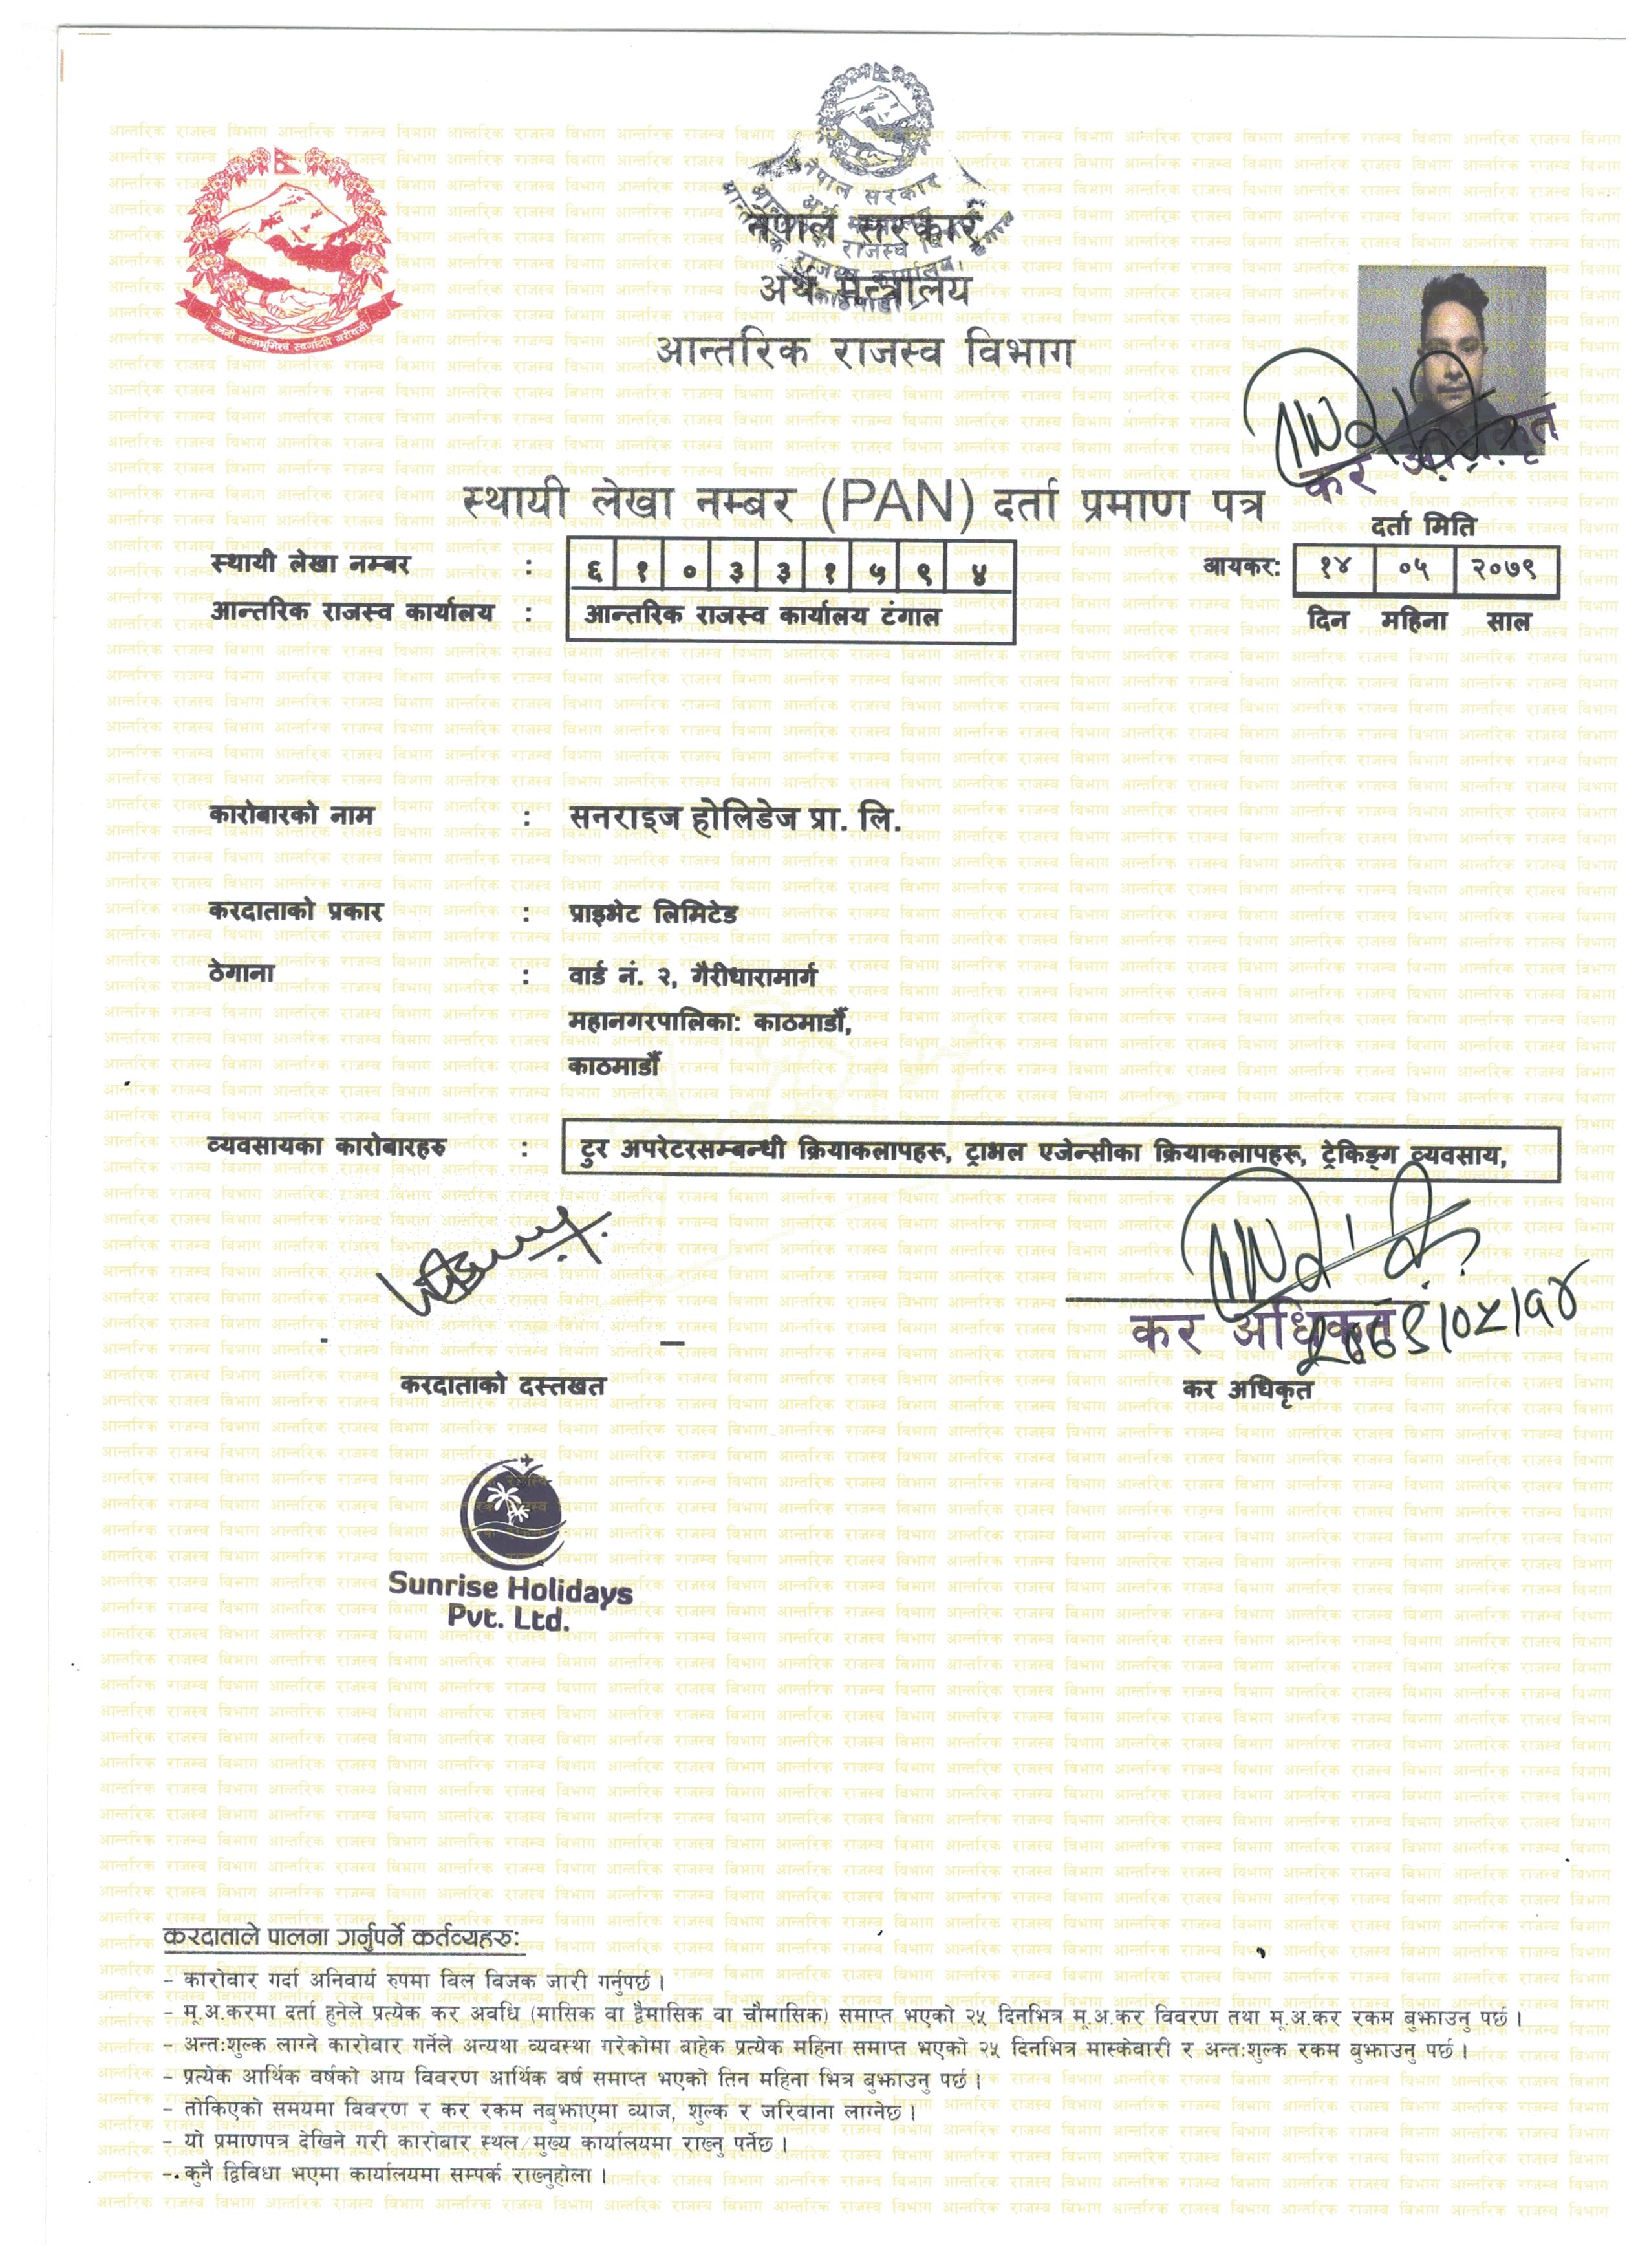 जननी जन्मभूमिश्च स्वर्गादपि गरीयसी
नेपाल सरकार
नेपाल सरकार
अर्थ मन्त्रालय
आन्तरिक राजस्व विभाग
कर अधिकृत
स्थायी लेखा नम्बर (PAN) दर्ता प्रमाण पत्र
दर्ता मिति
स्थायी लेखा नम्बर : ६ १ ० ३ ३ १ ५ ९ ४ आयकर: १४ ०५ २०७९
आन्तरिक राजस्व कार्यालय : आन्तरिक राजस्व कार्यालय टंगाल दिन महिना साल
कारोबारको नाम : सनराइज होलिडेज प्रा. लि.
करदाताको प्रकार : प्राइभेट लिमिटेड
ठेगाना : वार्ड नं. २, गैरीधारामार्ग
महानगरपालिका: काठमाडौँ,
काठमाडौँ
व्यवसायका कारोबारहरु : टुर अपरेटरसम्बन्धी क्रियाकलापहरू, ट्राभल एजेन्सीका क्रियाकलापहरू, ट्रेकिङ्ग व्यवसाय,
कर अधिकृत
२०७९/०५/१४
करदाताको दस्तखत कर अधिकृत
Sunrise Holidays
Pvt. Ltd.
करदाताले पालना गर्नुपर्ने कर्तव्यहरु:
- कारोवार गर्दा अनिवार्य रुपमा विल विजक जारी गर्नुपर्छ ।
- मू.अ.करमा दर्ता हुनेले प्रत्येक कर अवधि (मासिक वा द्वैमासिक वा चौमासिक) समाप्त भएको २५ दिनभित्र मू.अ.कर विवरण तथा मू.अ.कर रकम बुझाउनु पर्छ ।
- अन्तःशुल्क लाग्ने कारोवार गर्नेले अन्यथा व्यवस्था गरेकोमा बाहेक प्रत्येक महिना समाप्त भएको २५ दिनभित्र मास्केवारी र अन्तःशुल्क रकम बुझाउनु पर्छ ।
- प्रत्येक आर्थिक वर्षको आय विवरण आर्थिक वर्ष समाप्त भएको तिन महिना भित्र बुझाउनु पर्छ ।
- तोकिएको समयमा विवरण र कर रकम नबुझाएमा व्याज, शुल्क र जरिवाना लाग्नेछ ।
- यो प्रमाणपत्र देखिने गरी कारोबार स्थल/मुख्य कार्यालयमा राख्नु पर्नेछ ।
- कुनै द्विविधा भएमा कार्यालयमा सम्पर्क राख्नुहोला ।